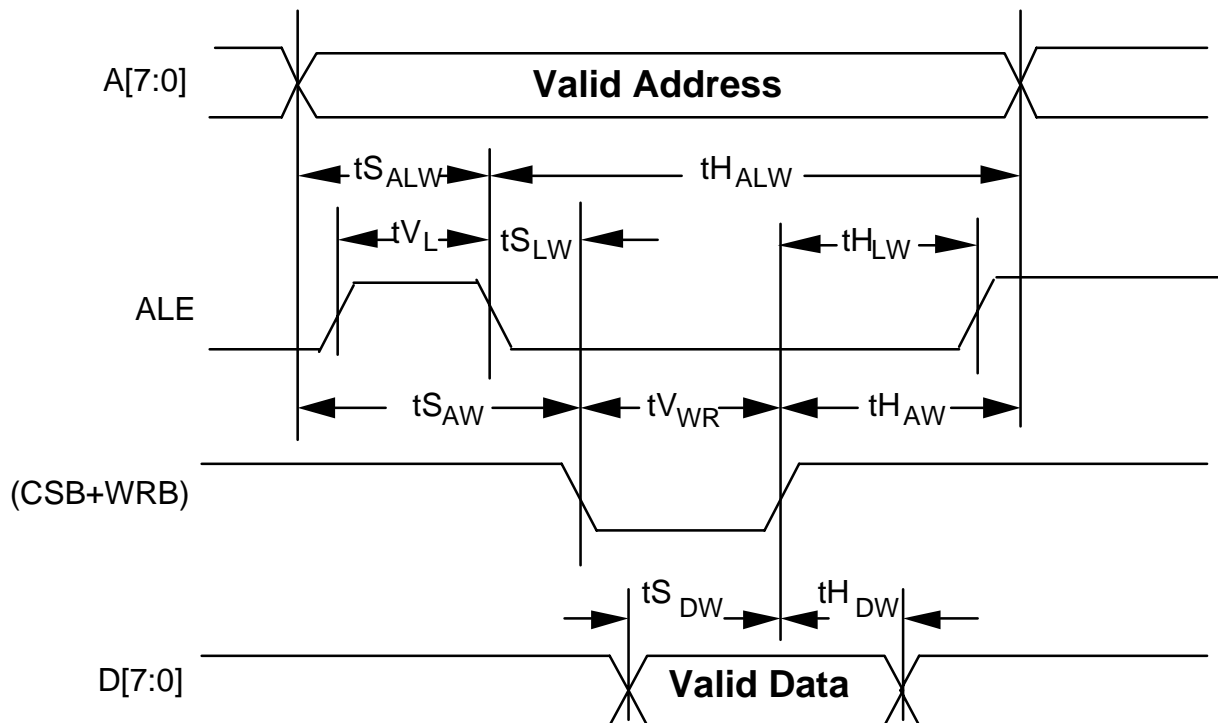 A[7:0]
Valid Address
tS_ALW
tH_ALW
tV_L
tS_LW
tH_LW
ALE
tS_AW
tV_WR
tH_AW
(CSB+WRB)
tS_DW
tH_DW
D[7:0]
Valid Data